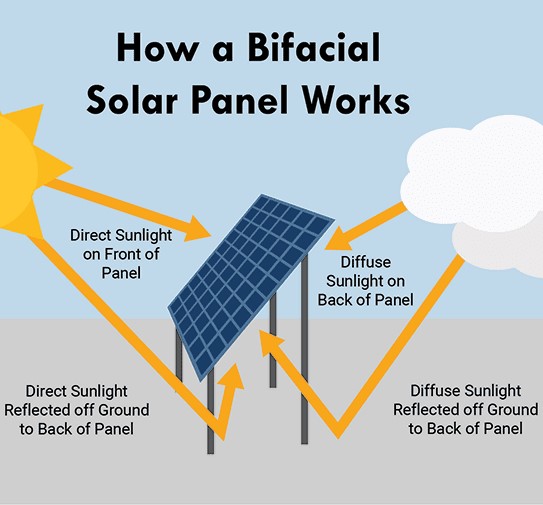 How a Bifacial
Solar Panel Works
Direct Sunlight
on Front of
Panel
Diffuse
Sunlight on
Back of Panel
Direct Sunlight
Reflected off Ground
to Back of Panel
Diffuse Sunlight
Reflected off Ground
to Back of Panel